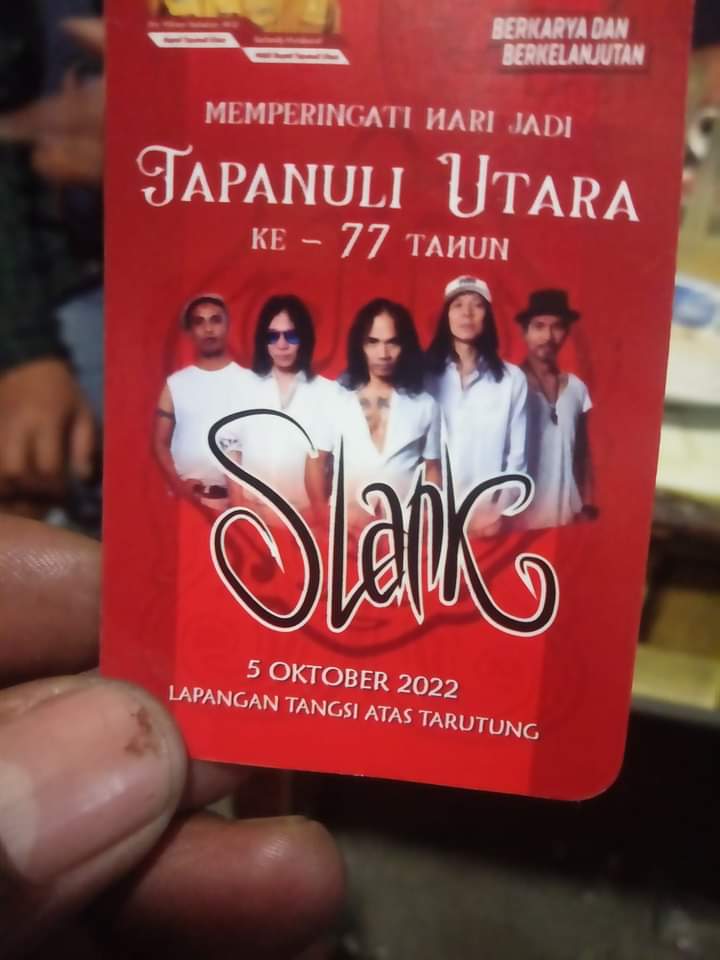 BERKARYA DAN
BERKELANJUTAN
MEMPERINGATI HARI JADI
TAPANULI UTARA
KE - 77 TAHUN
Slank
5 OKTOBER 2022
LAPANGAN TANGSI ATAS TARUTUNG